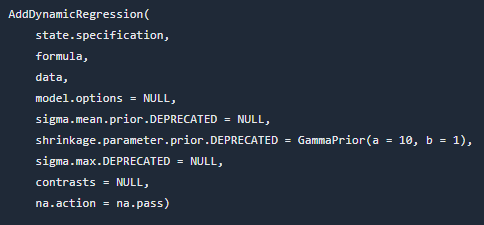 AddDynamicRegression(
    state.specification,
    formula,
    data,
    model.options = NULL,
    sigma.mean.prior.DEPRECATED = NULL,
    shrinkage.parameter.prior.DEPRECATED = GammaPrior(a = 10, b = 1),
    sigma.max.DEPRECATED = NULL,
    contrasts = NULL,
    na.action = na.pass)